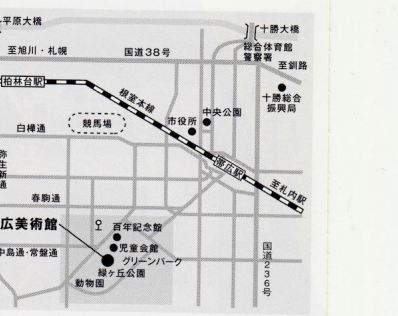 平原大橋
十勝大橋
総合体育館
警察署
至旭川・札幌
国道38号
至釧路
柏林台駅
十勝総合
振興局
根室本線
中央公園
市役所
競馬場
白樺通
弥生新道
帯広駅
至札内駅
春駒通
広美術館
百年記念館
児童会館
グリーンパーク
中島通・常盤通
緑ヶ丘公園
動物園
国道236号